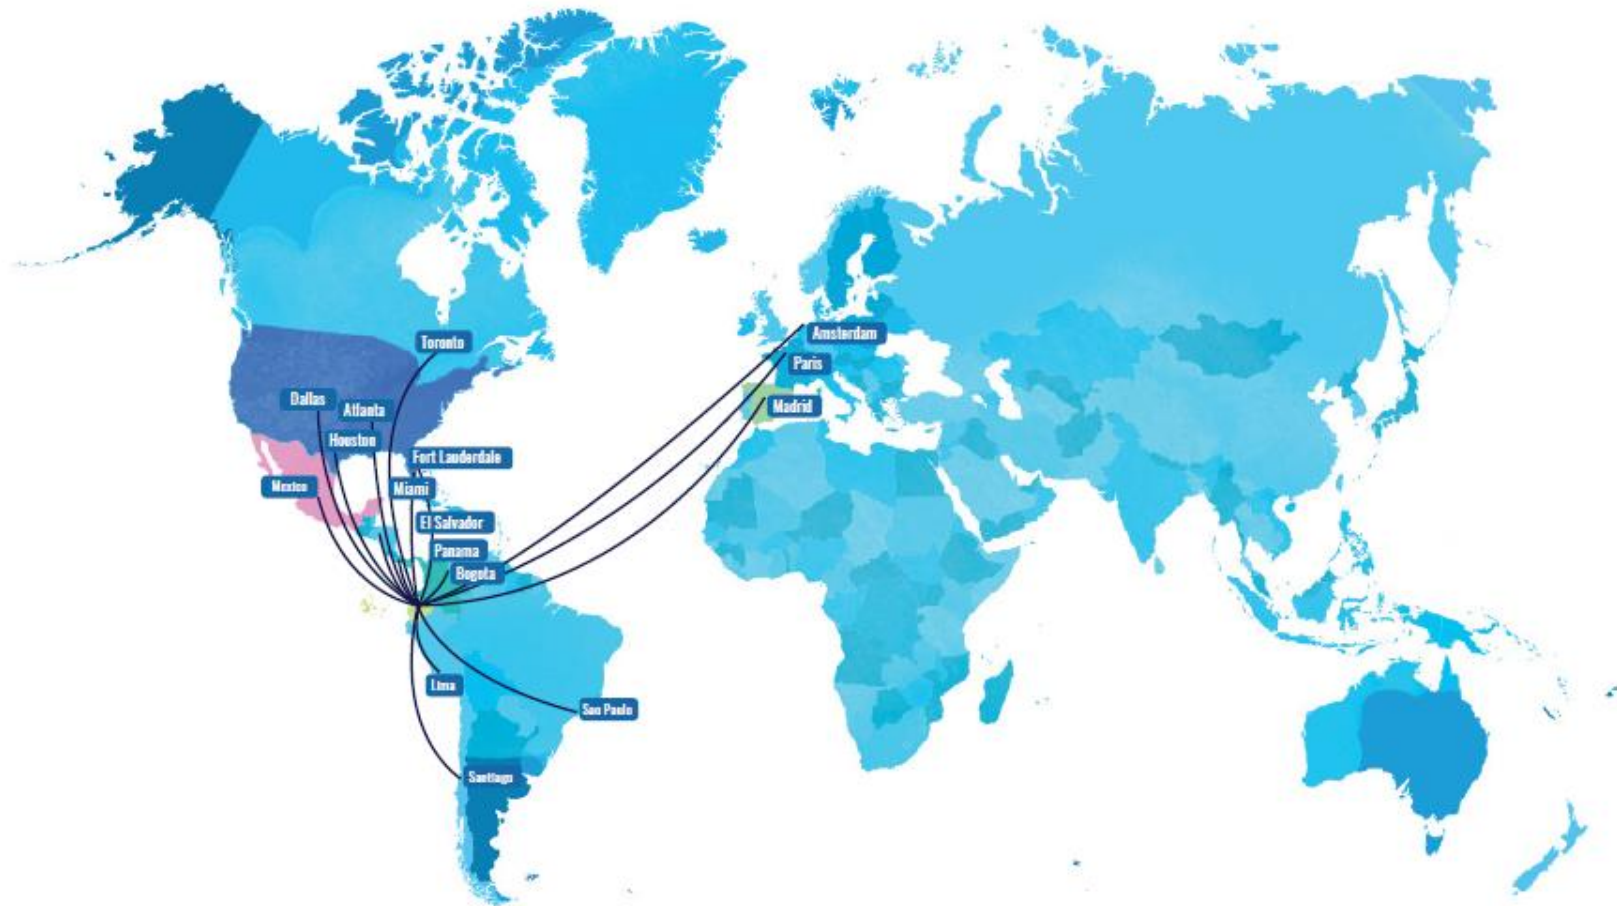 Amsterdam
Toronto
Paris
Dallas
Atlanta
Madrid
Houston
Fort Lauderdale
Mexico
Miami
El Salvador
Panama
Bogota
Lima
Sao Paulo
Santiago